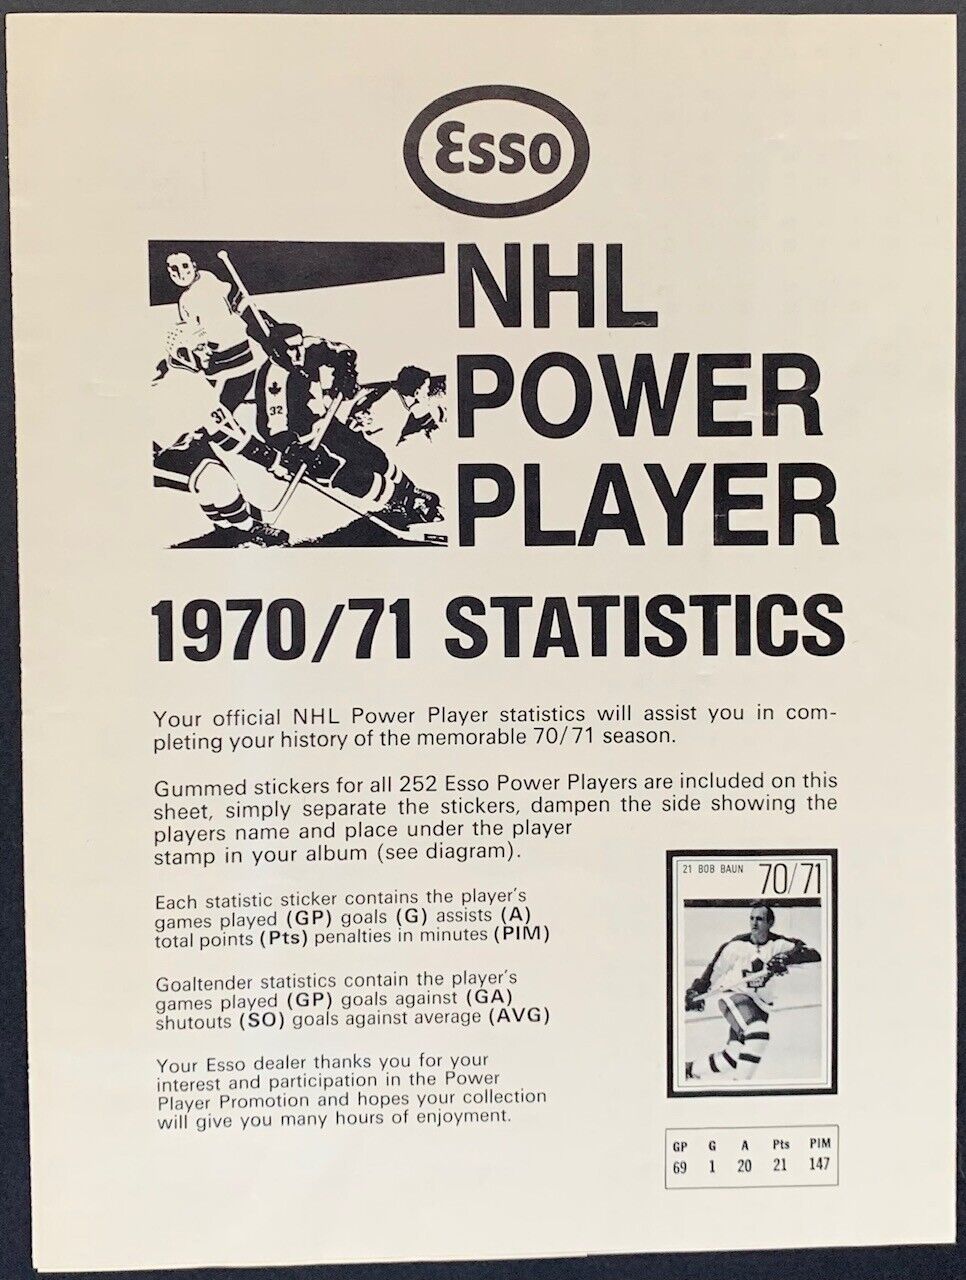 Esso
NHL
POWER
PLAYER
37
32
1970/71 STATISTICS
Your official NHL Power Player statistics will assist you in com-
pleting your history of the memorable 70/71 season.
Gummed stickers for all 252 Esso Power Players are included on this
sheet, simply separate the stickers, dampen the side showing the
players name and place under the player
stamp in your album (see diagram).
Each statistic sticker contains the player's
games played (GP) goals (G) assists (A)
total points (Pts) penalties in minutes (PIM)
Goaltender statistics contain the player's
games played (GP) goals against (GA)
shutouts (SO) goals against average (AVG)
Your Esso dealer thanks you for your
interest and participation in the Power
Player Promotion and hopes your collection
will give you many hours of enjoyment.
21 BOB BAUN 70/71
GP G A Pts PIM
69 1 20 21 147